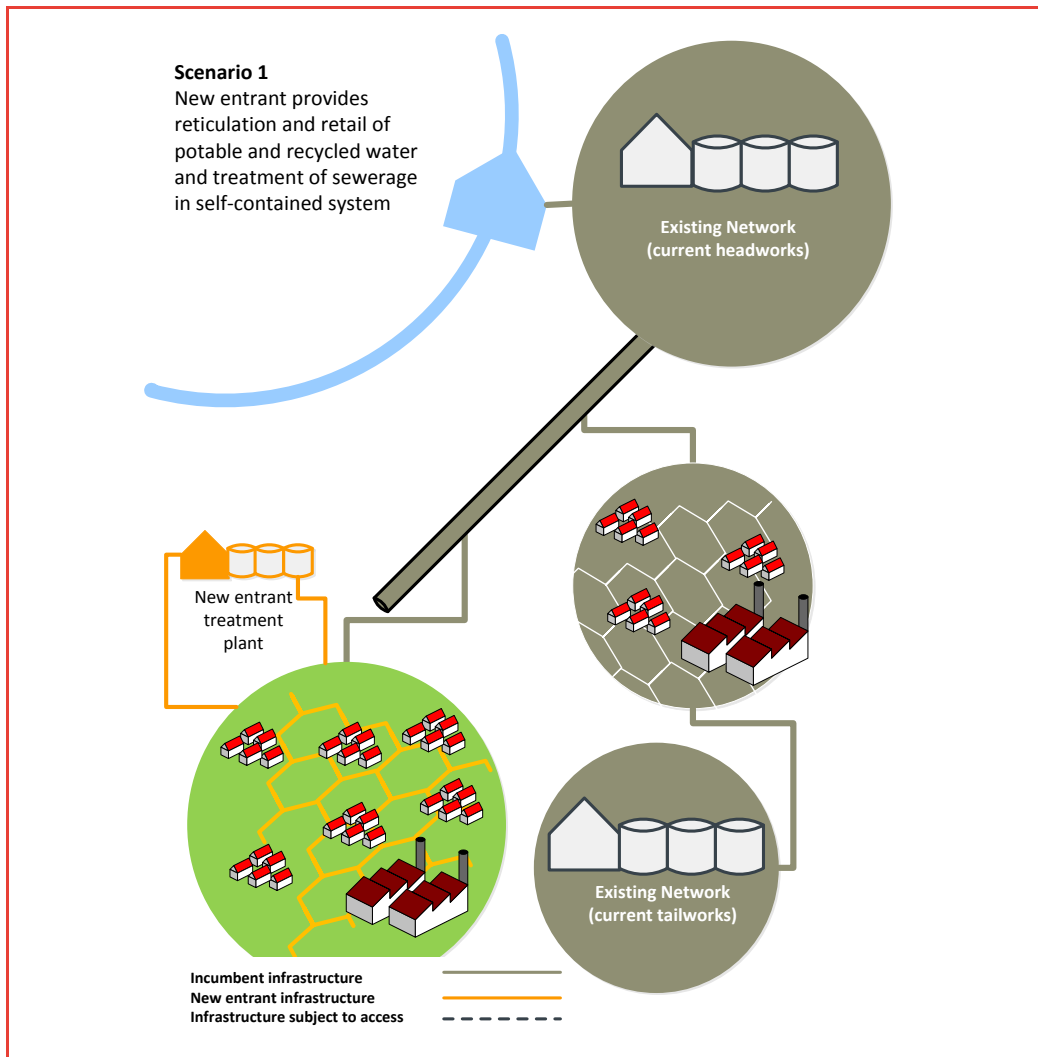 Scenario 1
New entrant provides
reticulation and retail of
potable and recycled water
and treatment of sewerage
in self-contained system
Existing Network
(current headworks)
New entrant
treatment
plant
Existing Network
(current tailworks)
Incumbent infrastructure
New entrant infrastructure
Infrastructure subject to access